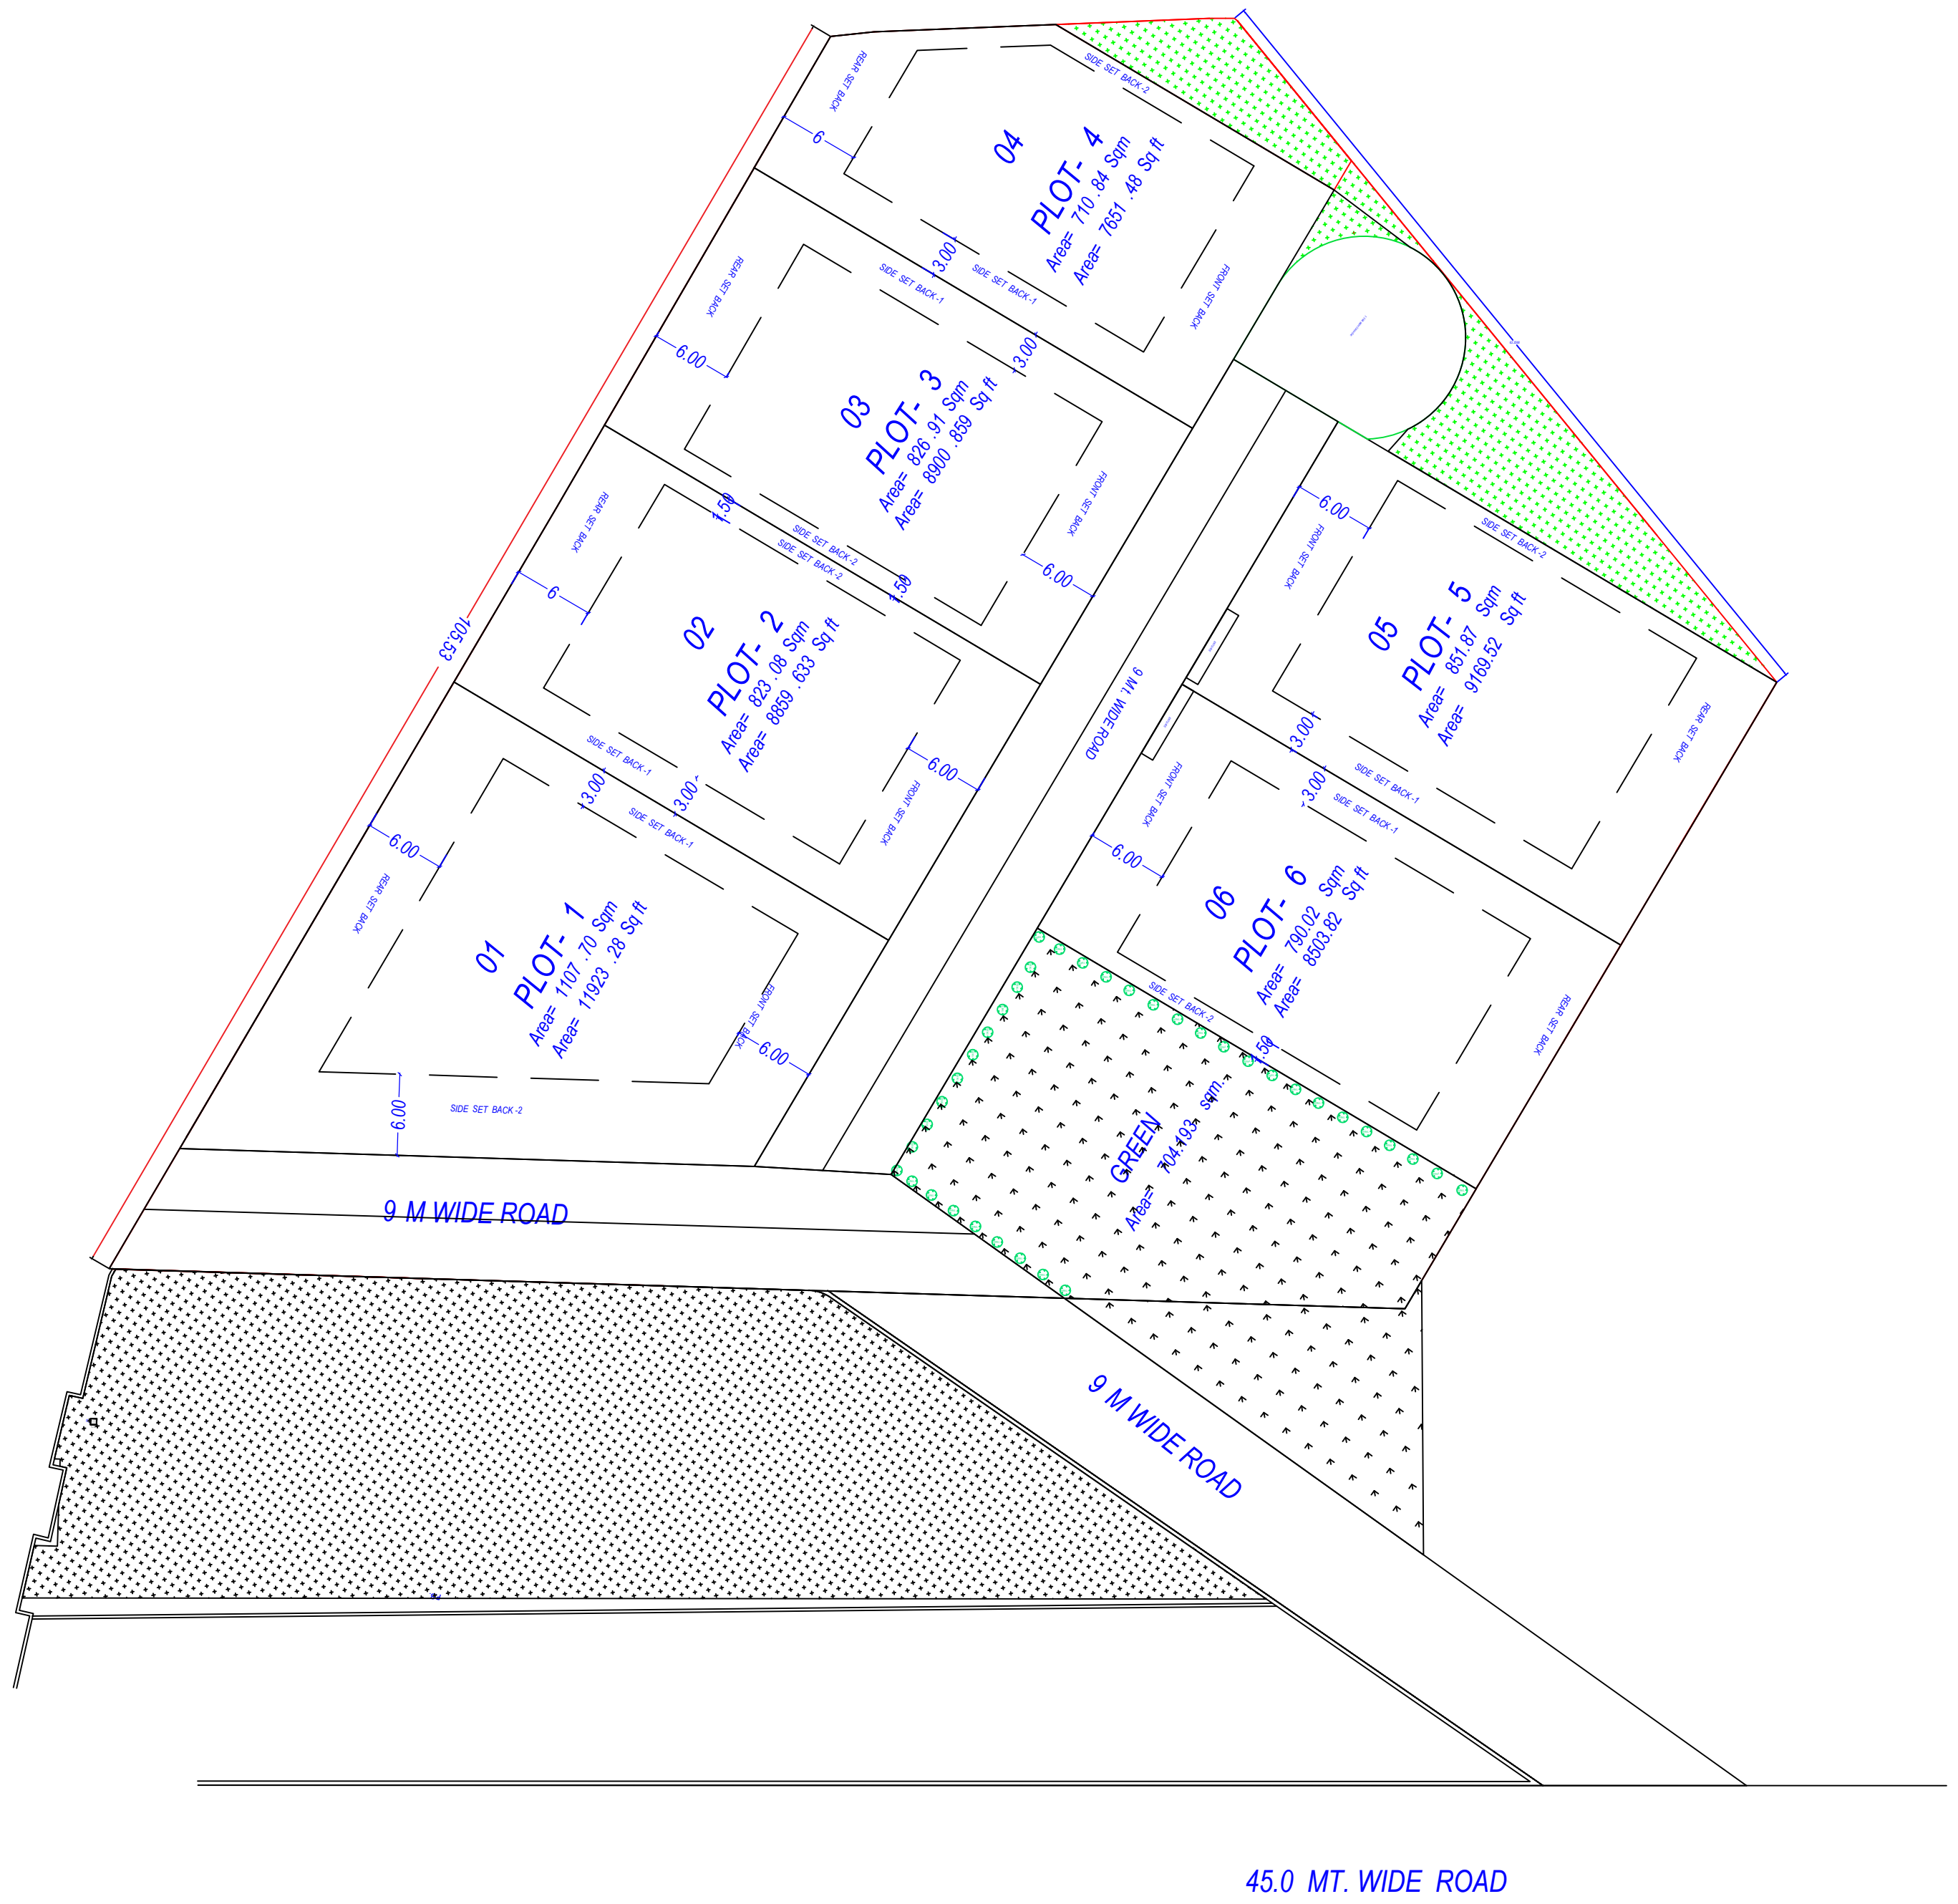 REAR SET BACK
SIDE SET BACK-2
6
04
PLOT- 4
Area= 710 .84 Sqm
Area= 7651 .48 Sq ft
3.00
SIDE SET BACK-1
FRONT SET BACK
REAR SET BACK
SIDE SET BACK-1
3.00
6.00
03
PLOT- 3
Area= 826 .91 Sqm
Area= 8900 .859 Sq ft
FRONT SET BACK
6.00
1.50
SIDE SET BACK-2
REAR SET BACK
SIDE SET BACK-2
1.50
6
02
PLOT- 2
Area= 823 .08 Sqm
Area= 8859 .633 Sq ft
6.00
FRONT SET BACK
SIDE SET BACK-1
3.00
105.53
3.00
SIDE SET BACK-1
6.00
REAR SET BACK
01
PLOT- 1
Area= 1107 .70 Sqm
Area= 11923 .28 Sq ft
FRONT SET BACK
6.00
6.00
SIDE SET BACK-2
9 Mt. WIDE ROAD
6.00
FRONT SET BACK
SIDE SET BACK-2
05
PLOT- 5
Area= 851.87 Sqm
Area= 9169.52 Sq ft
REAR SET BACK
3.00
SIDE SET BACK-1
3.00
SIDE SET BACK-1
FRONT SET BACK
6.00
06
PLOT- 6
Area= 790.02 Sqm
Area= 8503.82 Sq ft
REAR SET BACK
SIDE SET BACK-2
1.50
GREEN
Area= 704.193 sqm.
9 M WIDE ROAD
9 M WIDE ROAD
45.0 MT. WIDE ROAD